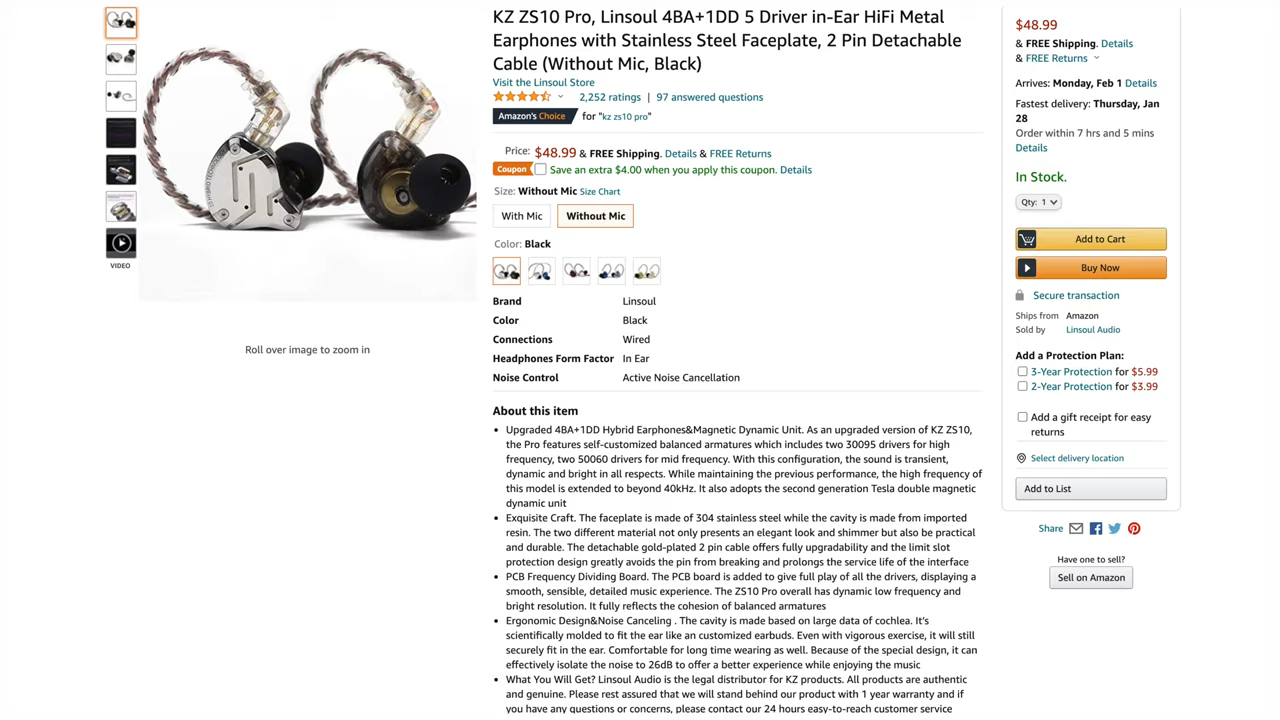 KZ ZS10 Pro, Linsoul 4BA+1DD 5 Driver in-Ear HiFi Metal
Earphones with Stainless Steel Faceplate, 2 Pin Detachable
Cable (Without Mic, Black)
Visit the Linsoul Store
2,252 ratings | 97 answered questions
Amazon's Choice for "kz zs10 pro"
Price: $48.99 & FREE Shipping. Details & FREE Returns
Coupon Save an extra $4.00 when you apply this coupon. Details
Size: Without Mic Size Chart
With Mic
Without Mic
Color: Black
VIDEO
Roll over image to zoom in
Brand Linsoul
Color Black
Connections Wired
Headphones Form Factor In Ear
Noise Control Active Noise Cancellation
About this item
• Upgraded 4BA+1DD Hybrid Earphones&Magnetic Dynamic Unit. As an upgraded version of KZ ZS10,
the Pro features self-customized balanced armatures which includes two 30095 drivers for high
frequency, two 50060 drivers for mid frequency. With this configuration, the sound is transient,
dynamic and bright in all respects. While maintaining the previous performance, the high frequency of
this model is extended to beyond 40kHz. It also adopts the second generation Tesla double magnetic
dynamic unit
• Exquisite Craft. The faceplate is made of 304 stainless steel while the cavity is made from imported
resin. The two different material not only presents an elegant look and shimmer but also be practical
and durable. The detachable gold-plated 2 pin cable offers fully upgradability and the limit slot
protection design greatly avoids the pin from breaking and prolongs the service life of the interface
• PCB Frequency Dividing Board. The PCB board is added to give full play of all the drivers, displaying a
smooth, sensible, detailed music experience. The ZS10 Pro overall has dynamic low frequency and
bright resolution. It fully reflects the cohesion of balanced armatures
• Ergonomic Design&Noise Canceling . The cavity is made based on large data of cochlea. It's
scientifically molded to fit the ear like an customized earbuds. Even with vigorous exercise, it will still
securely fit in the ear. Comfortable for long time wearing as well. Because of the special design, it can
effectively isolate the noise to 26dB to offer a better experience while enjoying the music
• What You Will Get? Linsoul Audio is the legal distributor for KZ products. All products are authentic
and genuine. Please rest assured that we will stand behind our product with 1 year warranty and if
you have any questions or concerns, please contact our 24 hours easy-to-reach customer service
$48.99
& FREE Shipping. Details
& FREE Returns
Arrives: Monday, Feb 1 Details
Fastest delivery: Thursday, Jan
28
Order within 7 hrs and 5 mins
Details
In Stock.
Qty: 1
Add to Cart
Buy Now
Secure transaction
Ships from Amazon
Sold by Linsoul Audio
Add a Protection Plan:
3-Year Protection for $5.99
2-Year Protection for $3.99
Add a gift receipt for easy
returns
Select delivery location
Add to List
Share
Have one to sell?
Sell on Amazon